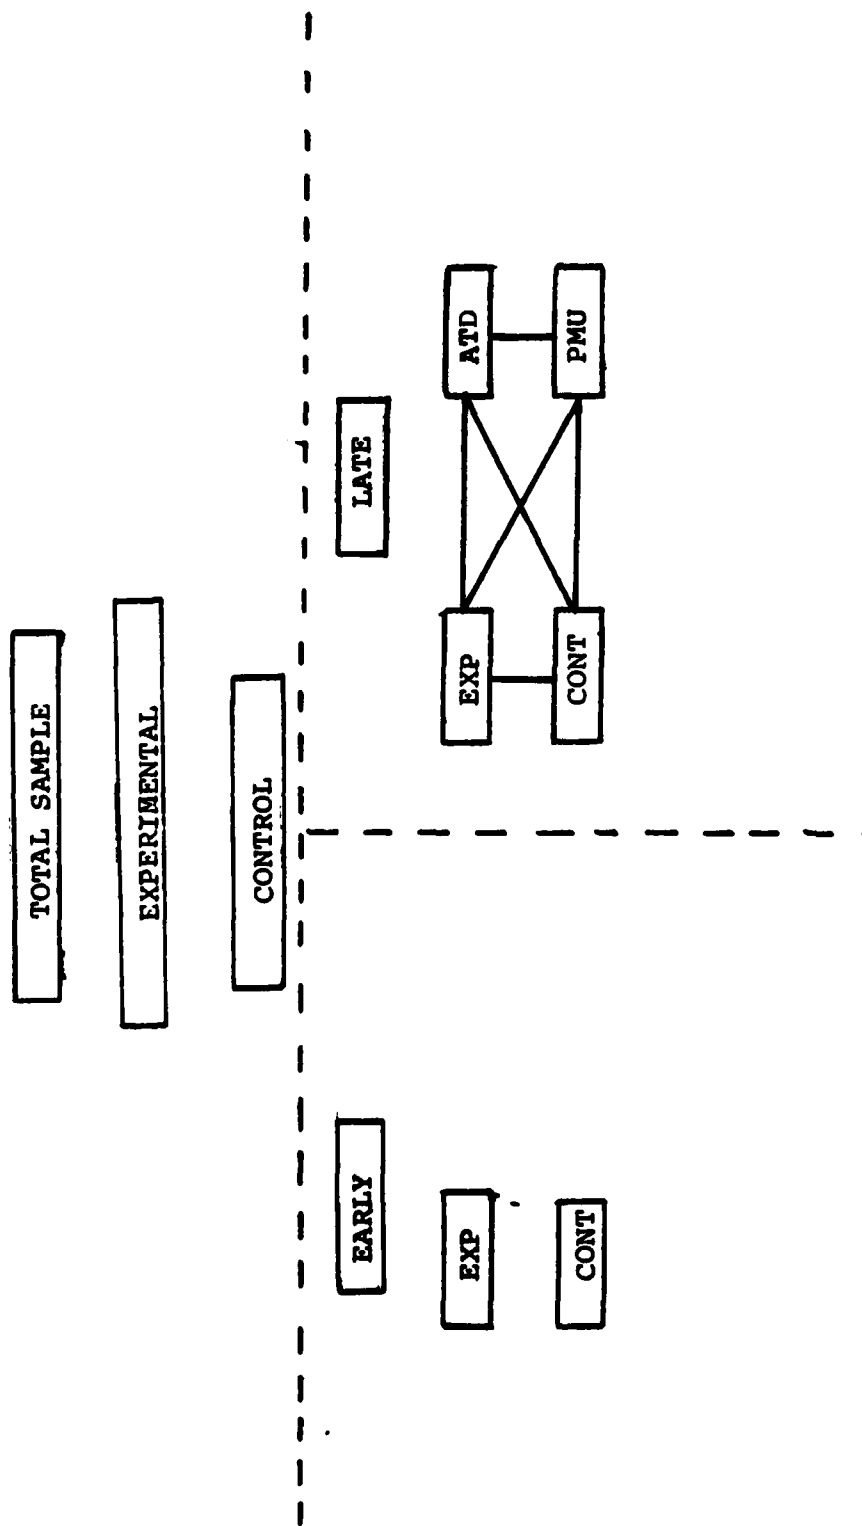 TOTAL SAMPLE
EXPERIMENTAL
CONTROL
EARLY
EXP
CONT
LATE
EXP
ATD
CONT
PMU